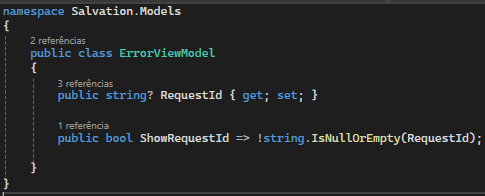 namespace Salvation.Models
{
2 referências
public class ErrorViewModel
{
3 referências
public string? RequestId { get; set; }
1 referência
public bool ShowRequestId => !string.IsNullOrEmpty(RequestId);
}
}